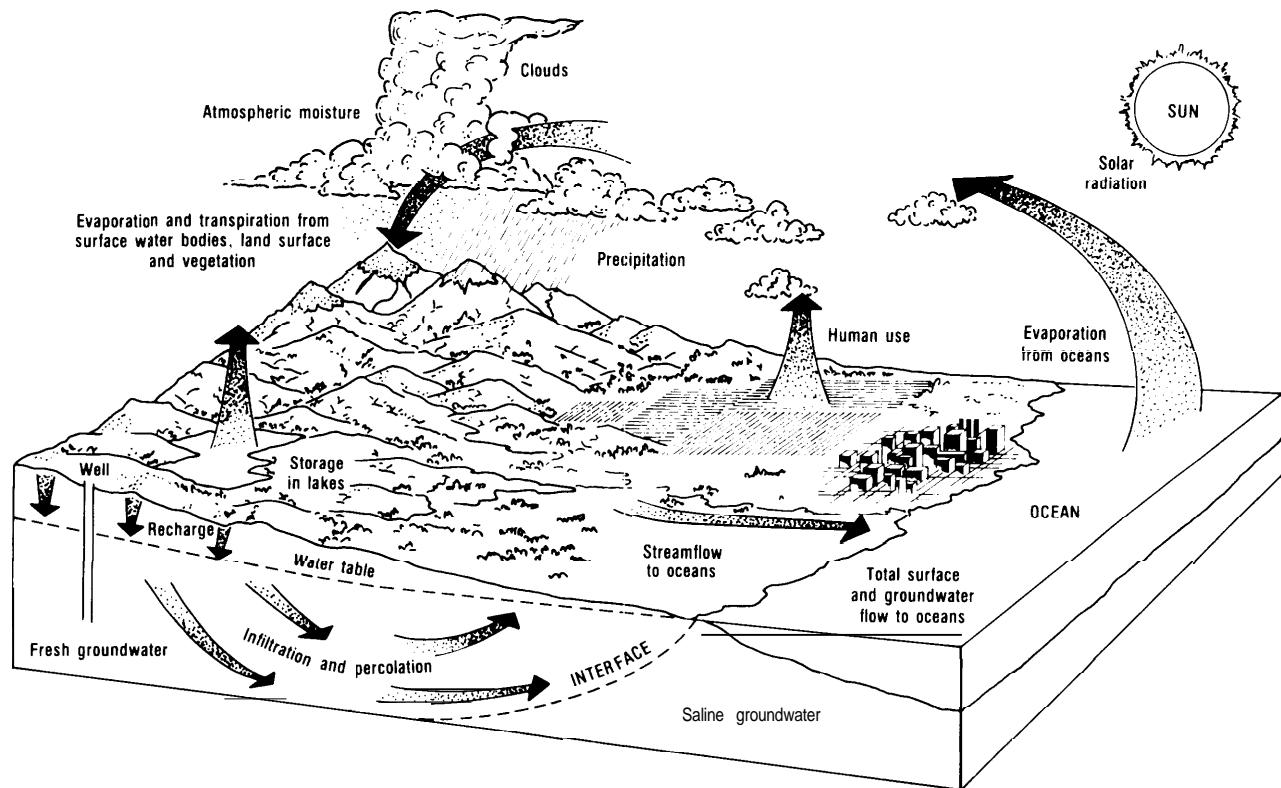 Clouds
Atmospheric moisture
SUN
Solar
radiation
Evaporation and transpiration from
surface water bodies, land surface
and vegetation
Precipitation
Human use
Evaporation
from oceans
Well
Storage
in lakes
OCEAN
Recharge
Water table
Streamflow
to oceans
Total surface
and groundwater
flow to oceans
Fresh groundwater
Infiltration and percolation
INTERFACE
Saline groundwater